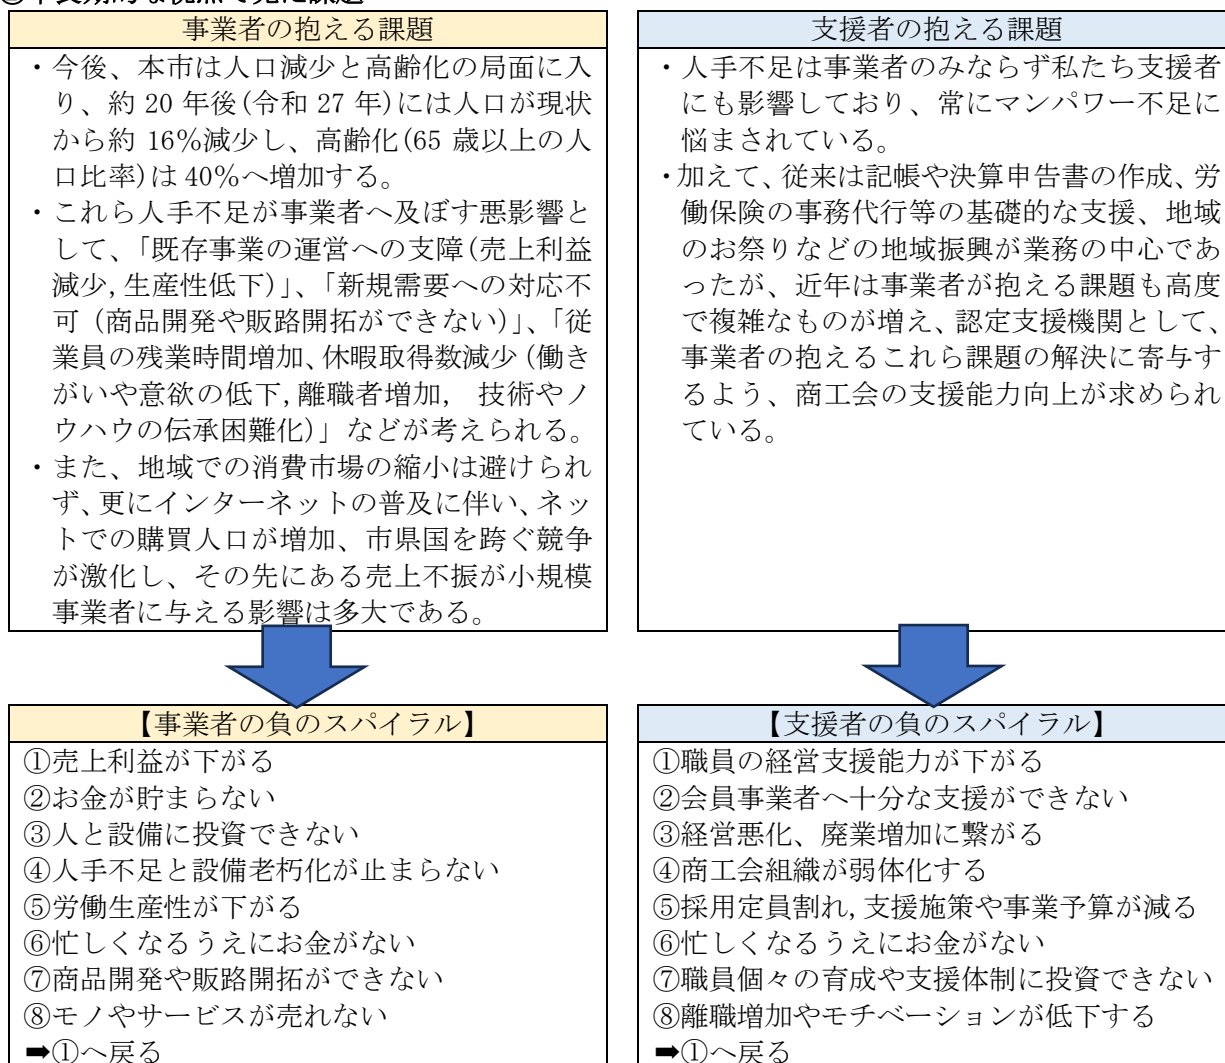 事業者の抱える課題
・今後、本市は人口減少と高齢化の局面に入
り、約 20 年後(令和 27 年)には人口が現状
から約 16%減少し、高齢化(65 歳以上の人
口比率)は 40%へ増加する。
・これら人手不足が事業者へ及ぼす悪影響と
して、「既存事業の運営への支障(売上利益
減少,生産性低下)」、「新規需要への対応不
可（商品開発や販路開拓ができない)」、「従
業員の残業時間増加、休暇取得数減少（働き
がいや意欲の低下,離職者増加, 技術やノ
ウハウの伝承困難化)」などが考えられる。
・また、地域での消費市場の縮小は避けられ
ず、更にインターネットの普及に伴い、ネッ
トでの購買人口が増加、市県国を跨ぐ競争
が激化し、その先にある売上不振が小規模
事業者に与える影響は多大である。
支援者の抱える課題
・人手不足は事業者のみならず私たち支援者
にも影響しており、常にマンパワー不足に
悩まされている。
・加えて、従来は記帳や決算申告書の作成、労
働保険の事務代行等の基礎的な支援、地域
のお祭りなどの地域振興が業務の中心であ
ったが、近年は事業者が抱える課題も高度
で複雑なものが増え、認定支援機関として、
事業者の抱えるこれら課題の解決に寄与す
るよう、商工会の支援能力向上が求められ
ている。
【事業者の負のスパイラル】
①売上利益が下がる
②お金が貯まらない
③人と設備に投資できない
④人手不足と設備老朽化が止まらない
⑤労働生産性が下がる
⑥忙しくなるうえにお金がない
⑦商品開発や販路開拓ができない
⑧モノやサービスが売れない
➡①へ戻る
【支援者の負のスパイラル】
①職員の経営支援能力が下がる
②会員事業者へ十分な支援ができない
③経営悪化、廃業増加に繋がる
④商工会組織が弱体化する
⑤採用定員割れ,支援施策や事業予算が減る
⑥忙しくなるうえにお金がない
⑦職員個々の育成や支援体制に投資できない
⑧離職増加やモチベーションが低下する
➡①へ戻る